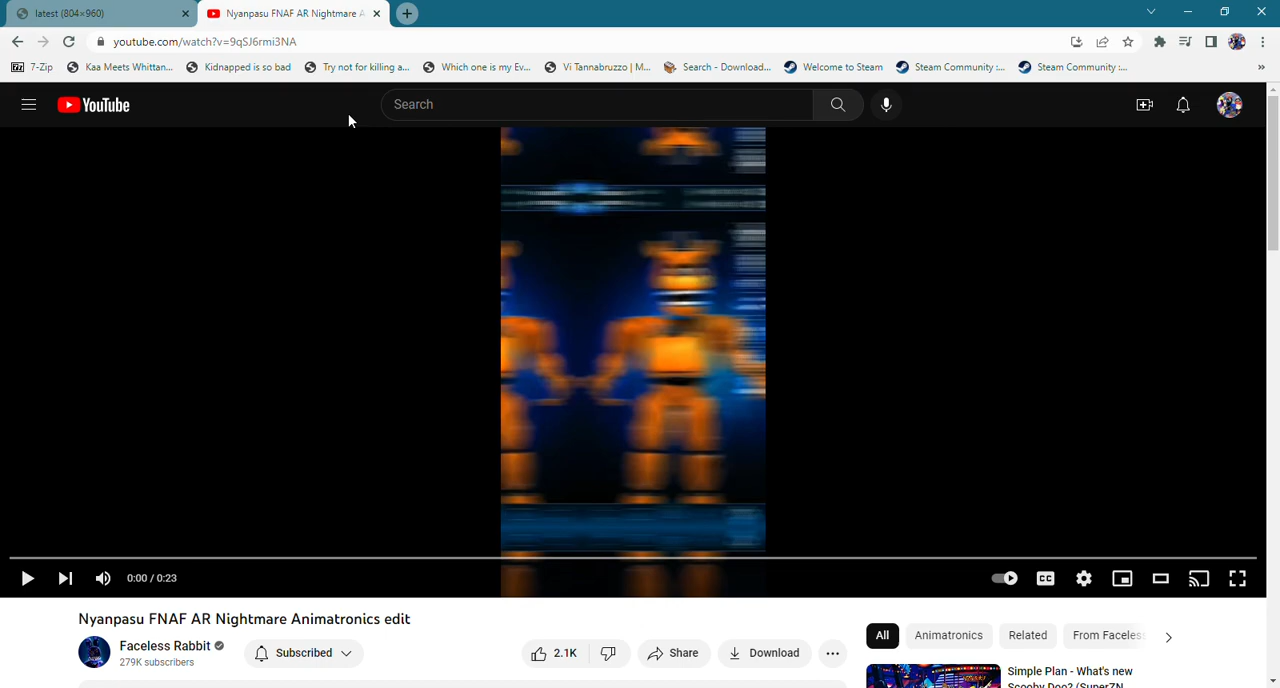 latest (804×960)
Nyanpasu FNAF AR Nightmare A
youtube.com/watch?v=9qSJ6rmi3NA
7-Zip
Kaa Meets Whittan...
Kidnapped is so bad
Try not for killing a...
Which one is my Ev...
Vi Tannabruzzo | M...
Search - Download...
Welcome to Steam
Steam Community :...
Steam Community :...
YouTube
Search
0:00 / 0:23
CC
Nyanpasu FNAF AR Nightmare Animatronics edit
Faceless Rabbit
279K subscribers
Subscribed
2.1K
Share
Download
All
Animatronics
Related
From Faceless
Simple Plan - What's new
Scooby Doo? (SuperZN